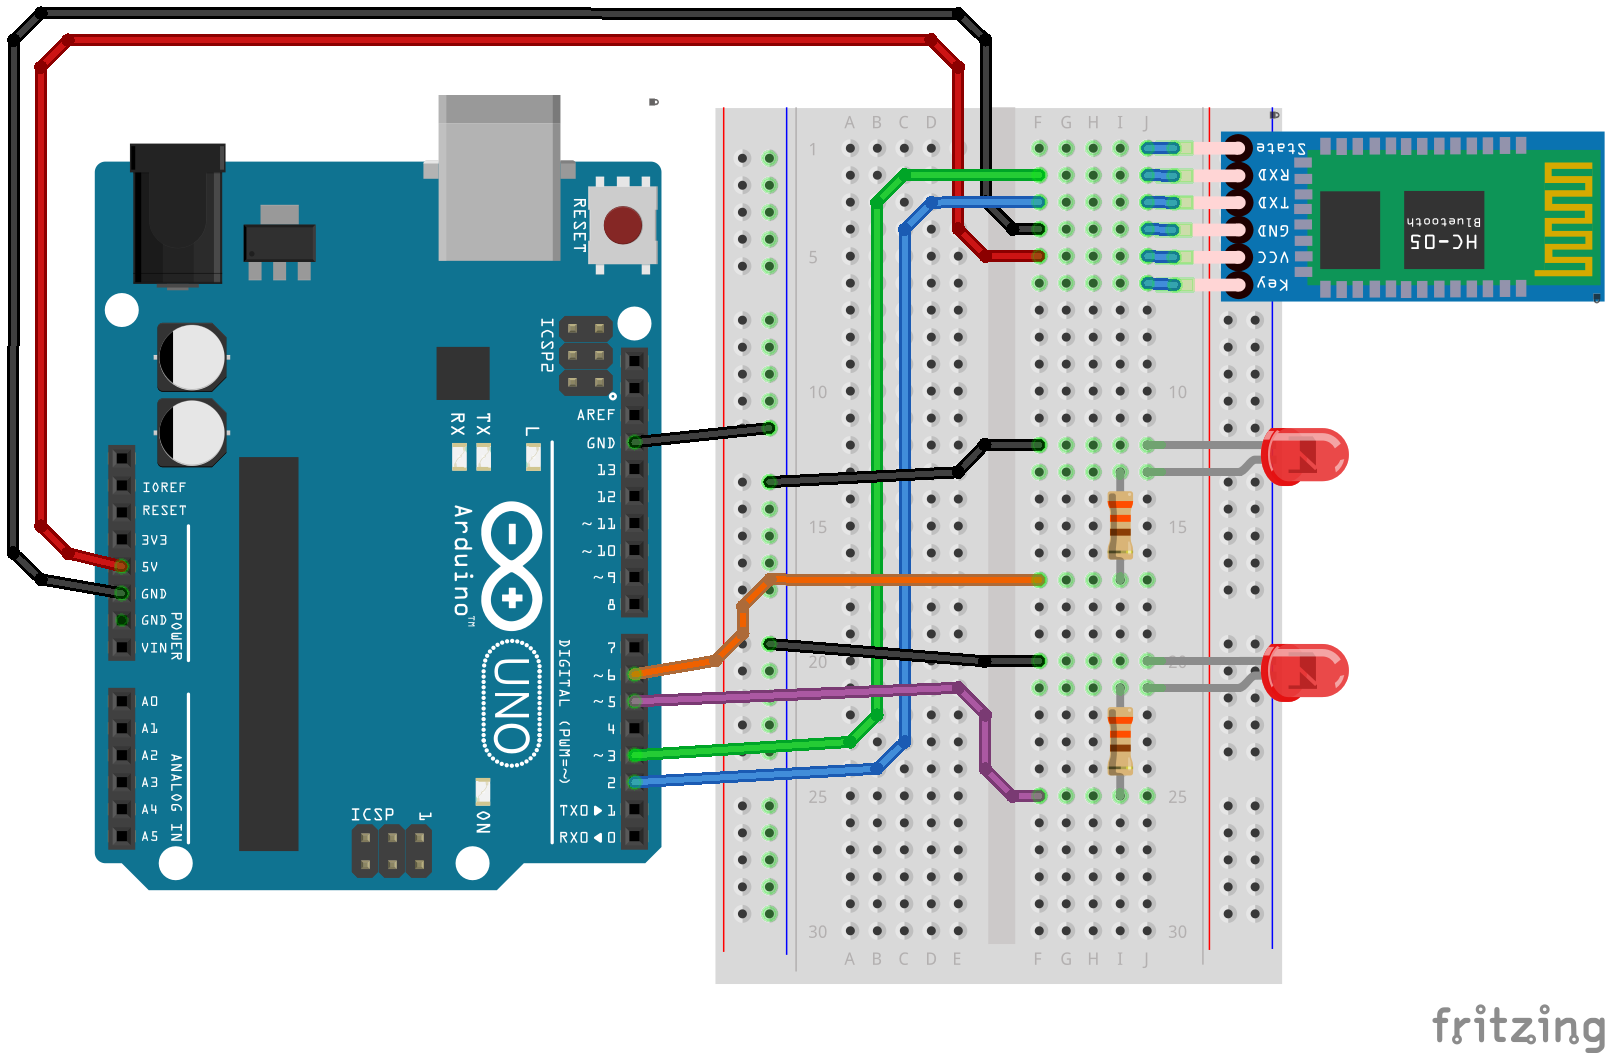 RESET
ICSP2
AREF
GND
13
12
~11
~10
~9
8
7
~6
~5
4
~3
2
TX0▶1
RX0◀0
DIGITAL (PWM=~)
RX
TX
L
Arduino™
UNO
ON
ICSP
1
IOREF
RESET
3V3
5V
GND
GND
VIN
POWER
A0
A1
A2
A3
A4
A5
ANALOG IN
A B C D F G H I J
1
5
10 10
15 15
20 20
25 25
30 30
A B C D E F G H I J
State
RXD
TXD
GND
VCC
Key
HC-05
Bluetooth
fritzing